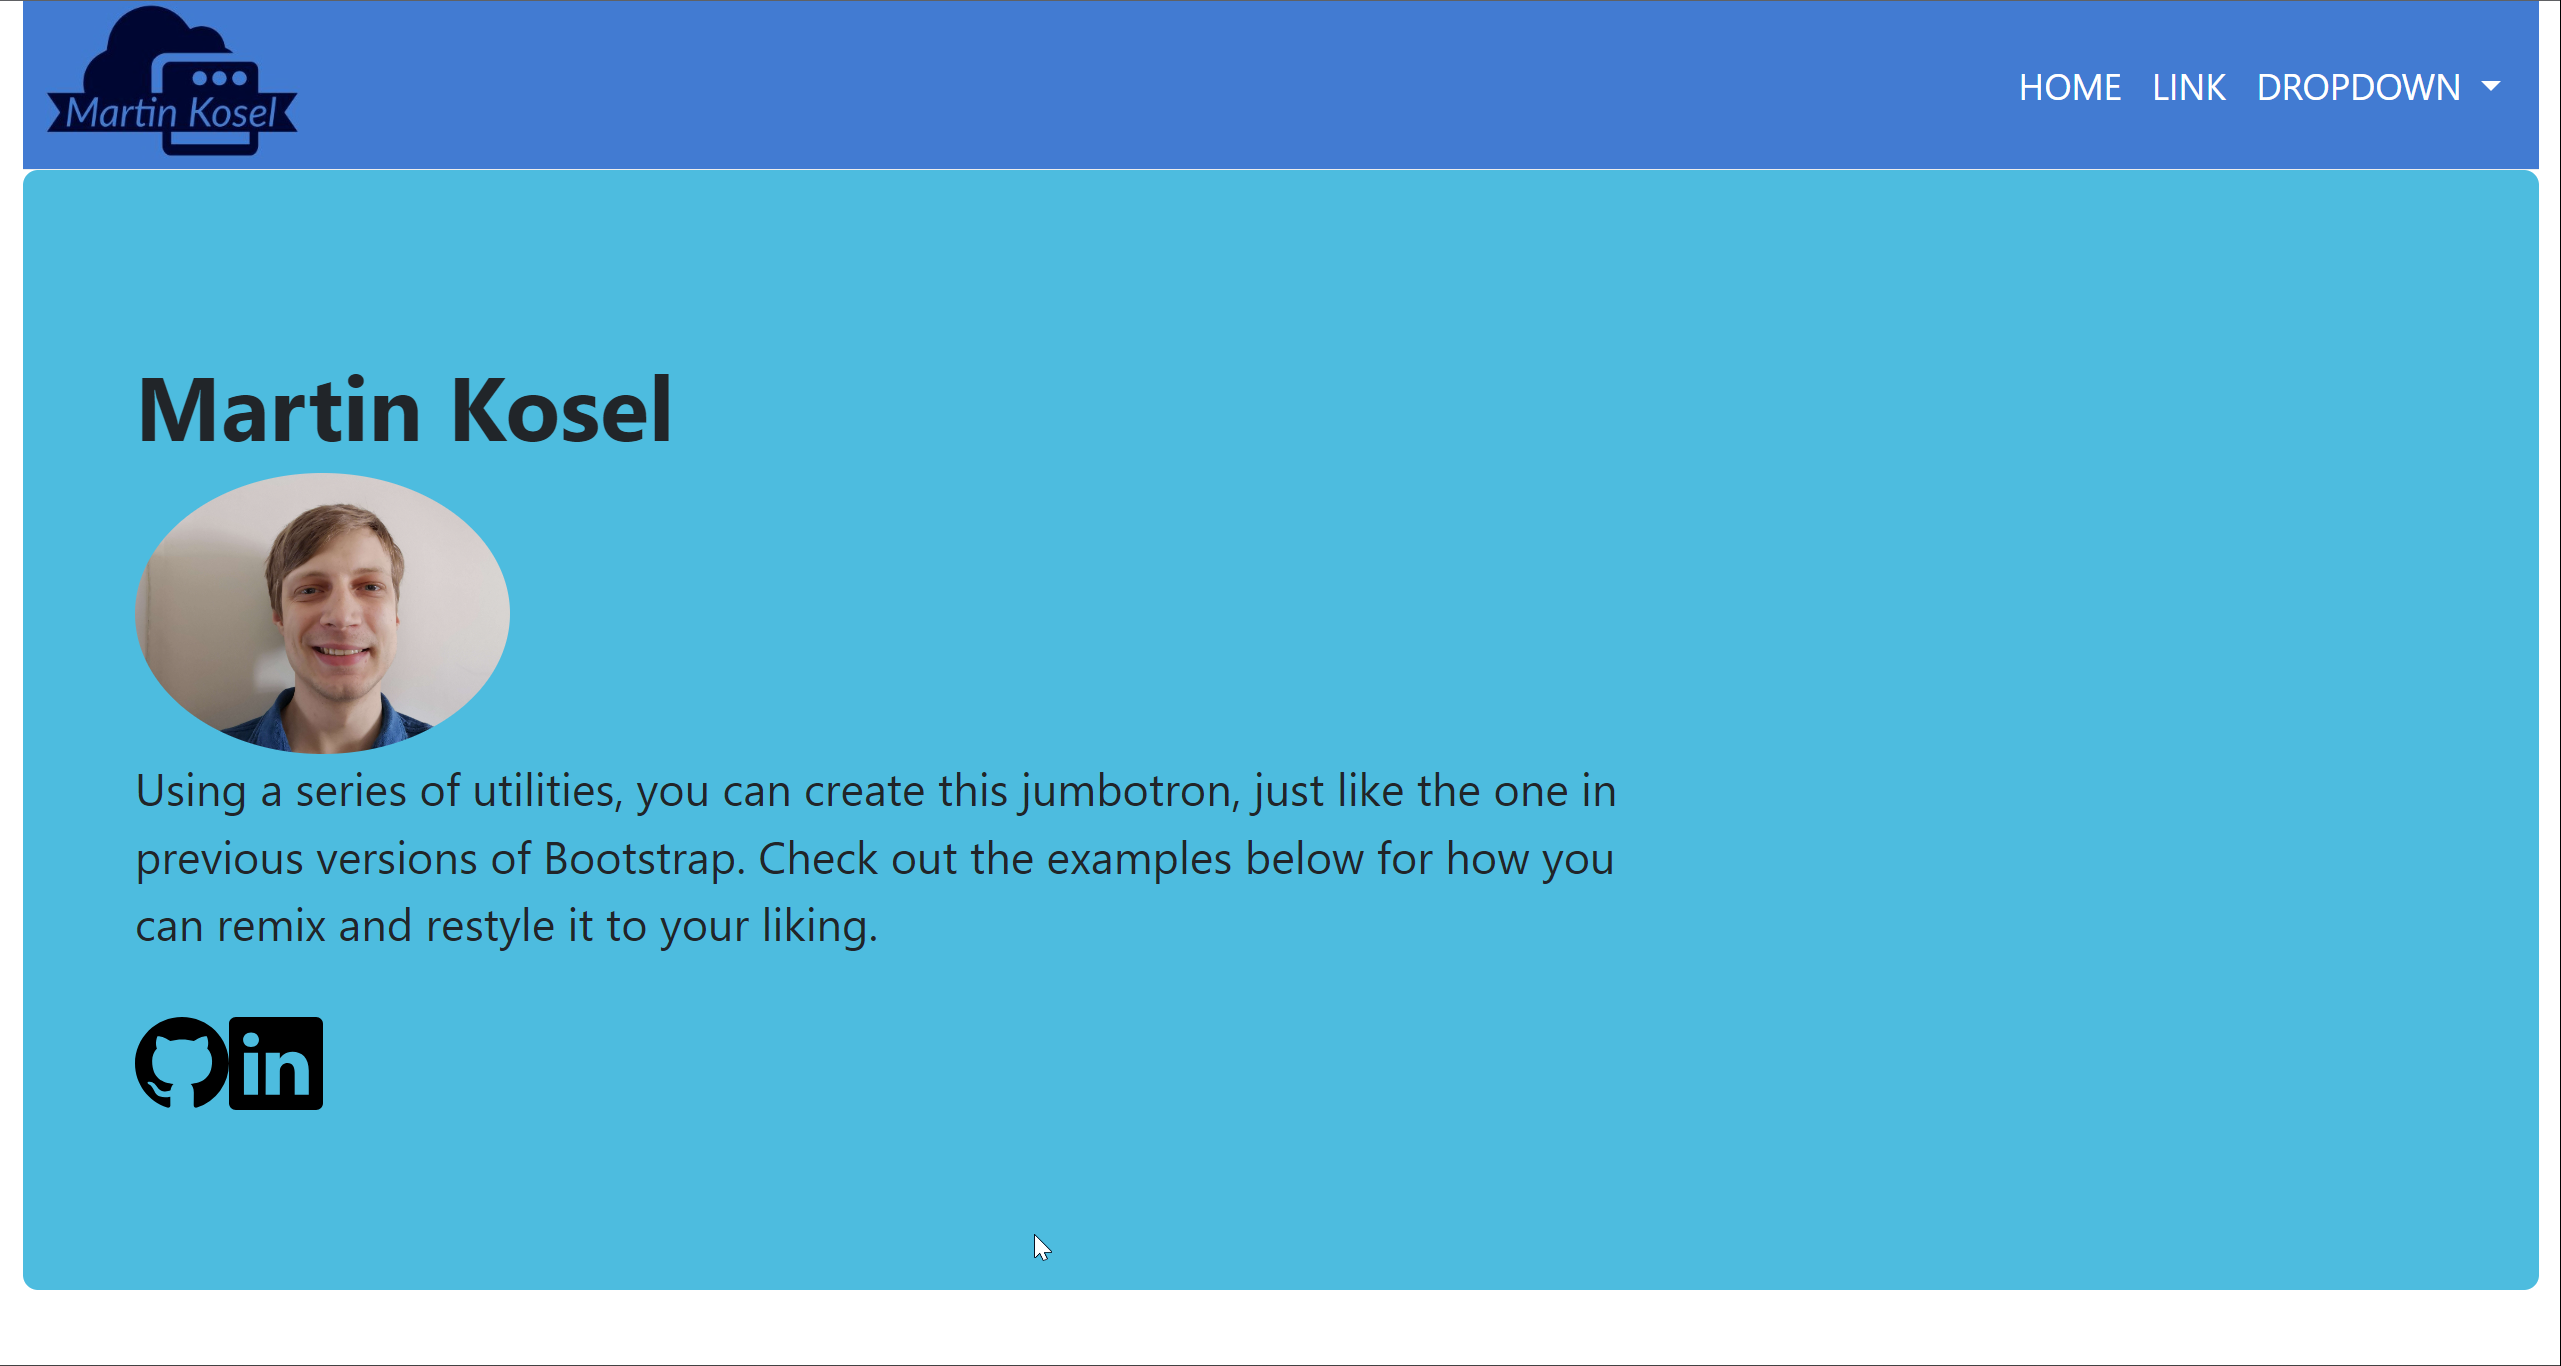 Martin Kosel
HOME LINK DROPDOWN
Martin Kosel
Using a series of utilities, you can create this jumbotron, just like the one in
previous versions of Bootstrap. Check out the examples below for how you
can remix and restyle it to your liking.
in